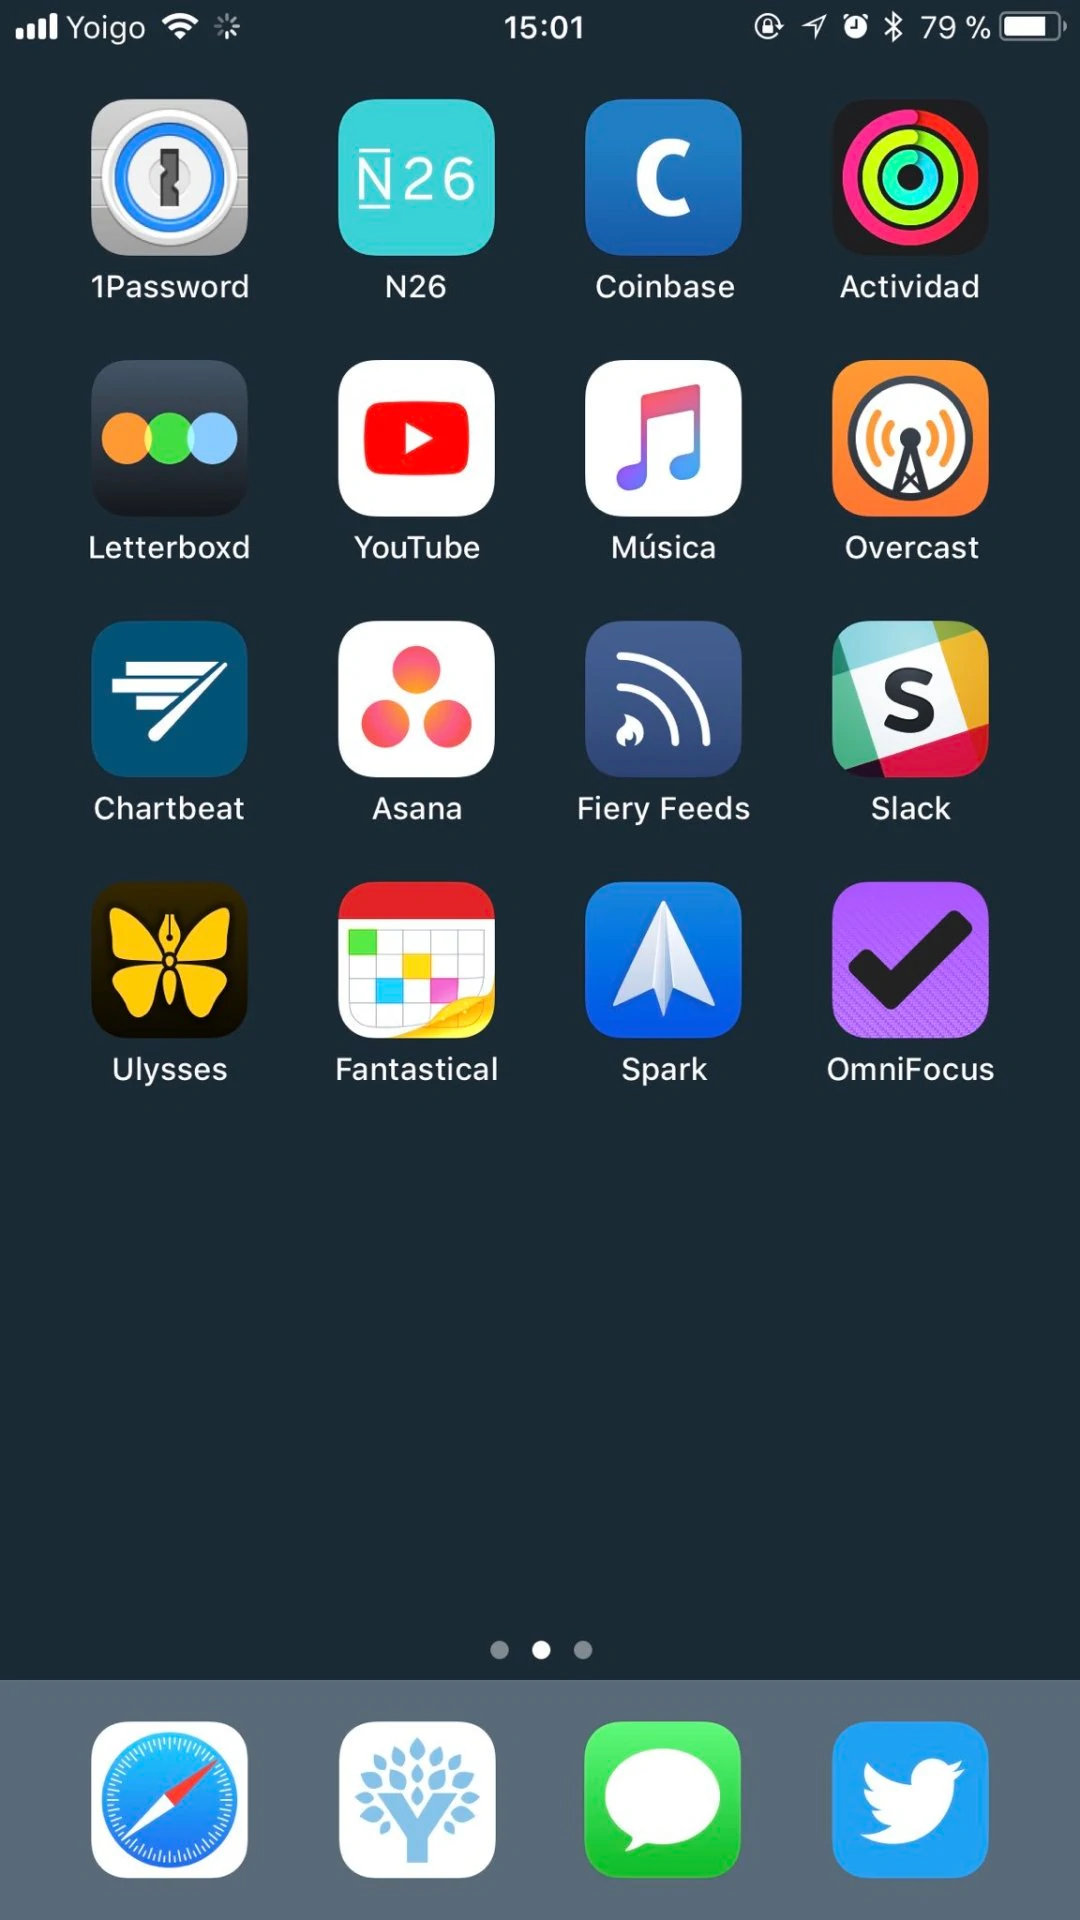 Yoigo 15:01 79 %
N26
1Password N26 Coinbase Actividad
Letterboxd YouTube Música Overcast
S
Chartbeat Asana Fiery Feeds Slack
Ulysses Fantastical Spark OmniFocus